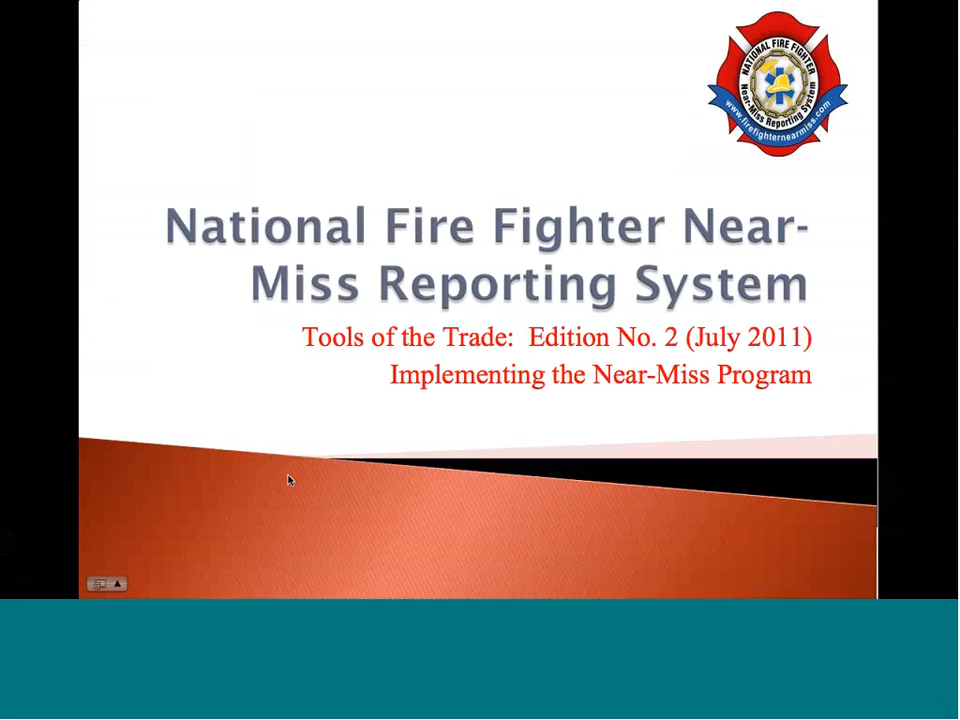 NATIONAL FIRE FIGHTER
Near-Miss Reporting System
www.firefighternearmiss.com
National Fire Fighter Near-
Miss Reporting System
Tools of the Trade:  Edition No. 2 (July 2011)
Implementing the Near-Miss Program